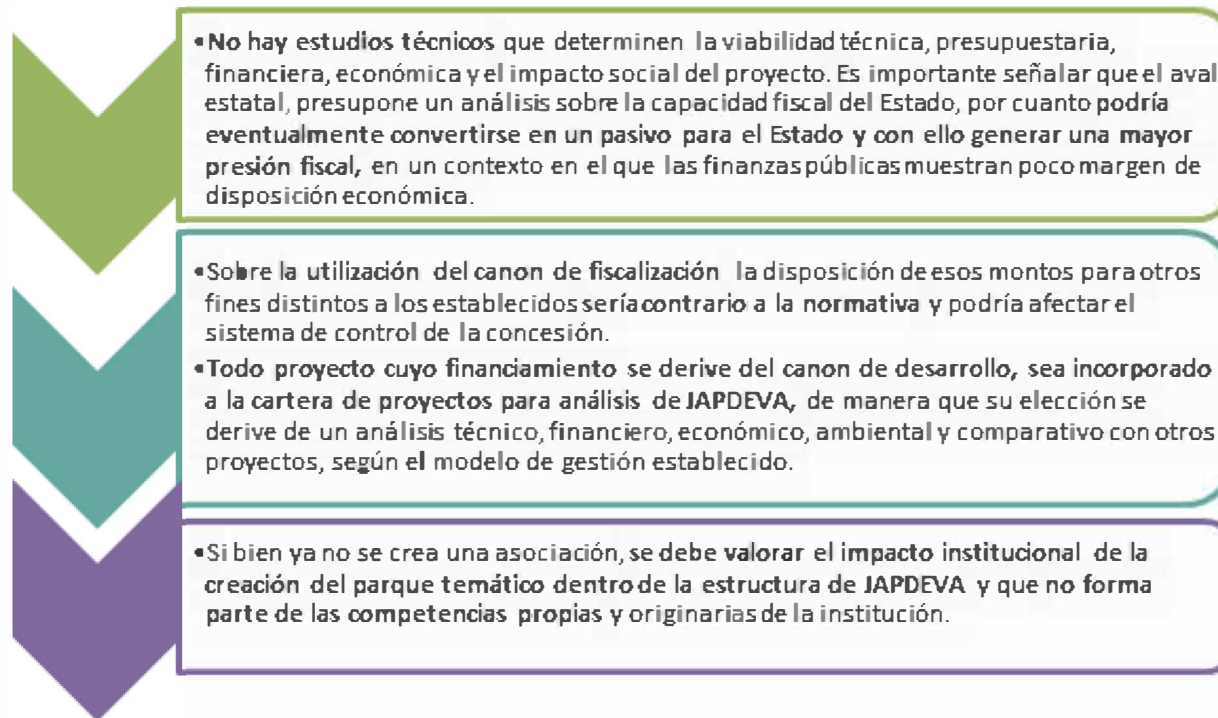 •No hay estudios técnicos que determinen la viabilidad técnica, presupuestaria,
financiera, económica y el impacto social del proyecto. Es importante señalar que el aval
estatal, presupone un análisis sobre la capacidad fiscal del Estado, por cuanto podría
eventualmente convertirse en un pasivo para el Estado y con ello generar una mayor
presión fiscal, en un contexto en el que las finanzas públicas muestran poco margen de
disposición económica.
•Sobre la utilización del canon de fiscalización la disposición de esos montos para otros
fines distintos a los establecidos sería contrario a la normativa y podría afectar el
sistema de control de la concesión.
•Todo proyecto cuyo financiamiento se derive del canon de desarrollo, sea incorporado
a la cartera de proyectos para análisis de JAPDEVA, de manera que su elección se
derive de un análisis técnico, financiero, económico, ambiental y comparativo con otros
proyectos, según el modelo de gestión establecido.
•Si bien ya no se crea una asociación, se debe valorar el impacto institucional de la
creación del parque temático dentro de la estructura de JAPDEVA y que no forma
parte de las competencias propias y originarias de la institución.